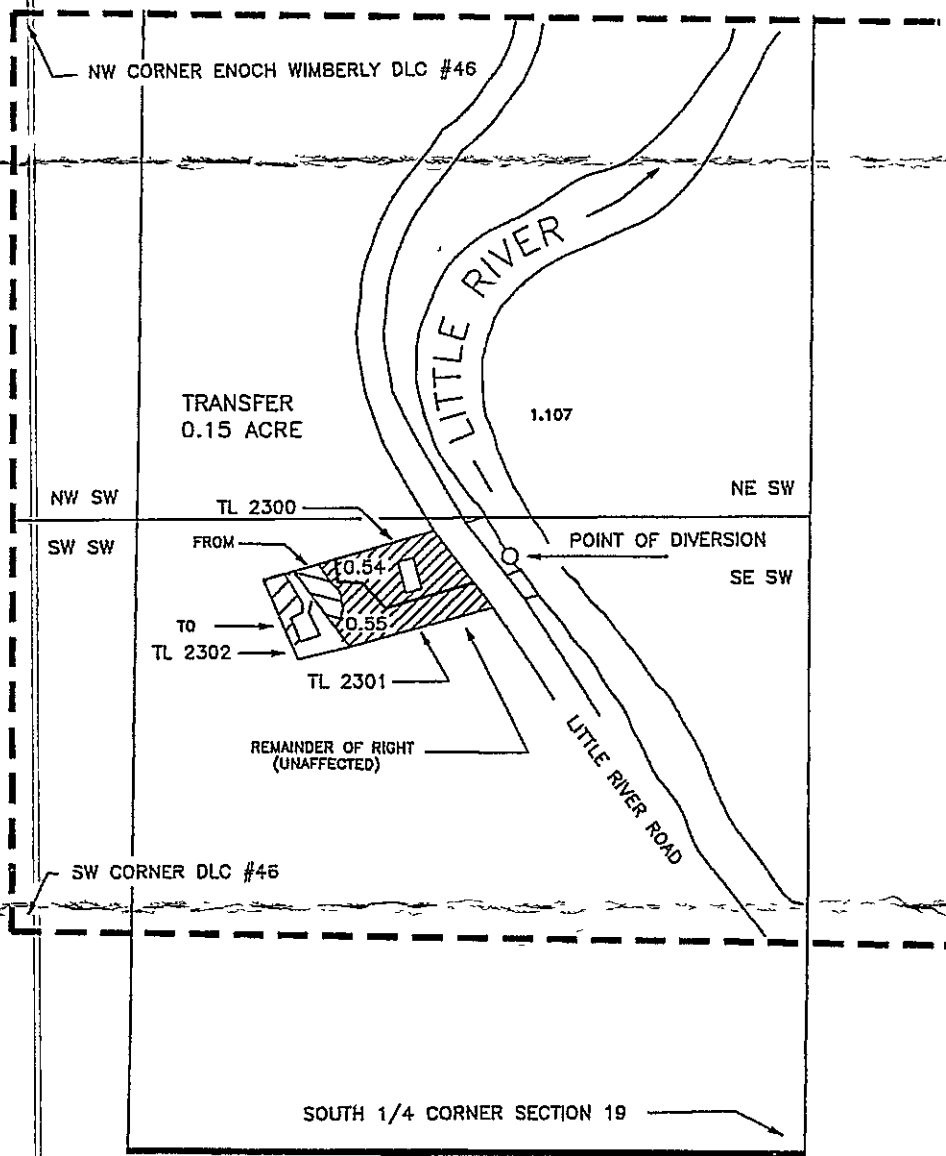 NW CORNER ENOCH WIMBERLY DLC #46
LITTLE RIVER
TRANSFER
0.15 ACRE
1.107
NW SW
NE SW
TL 2300
SW SW
FROM
POINT OF DIVERSION
0.54
SE SW
0.55
TO
TL 2302
TL 2301
REMAINDER OF RIGHT
(UNAFFECTED)
LITTLE RIVER ROAD
SW CORNER DLC #46
SOUTH 1/4 CORNER SECTION 19